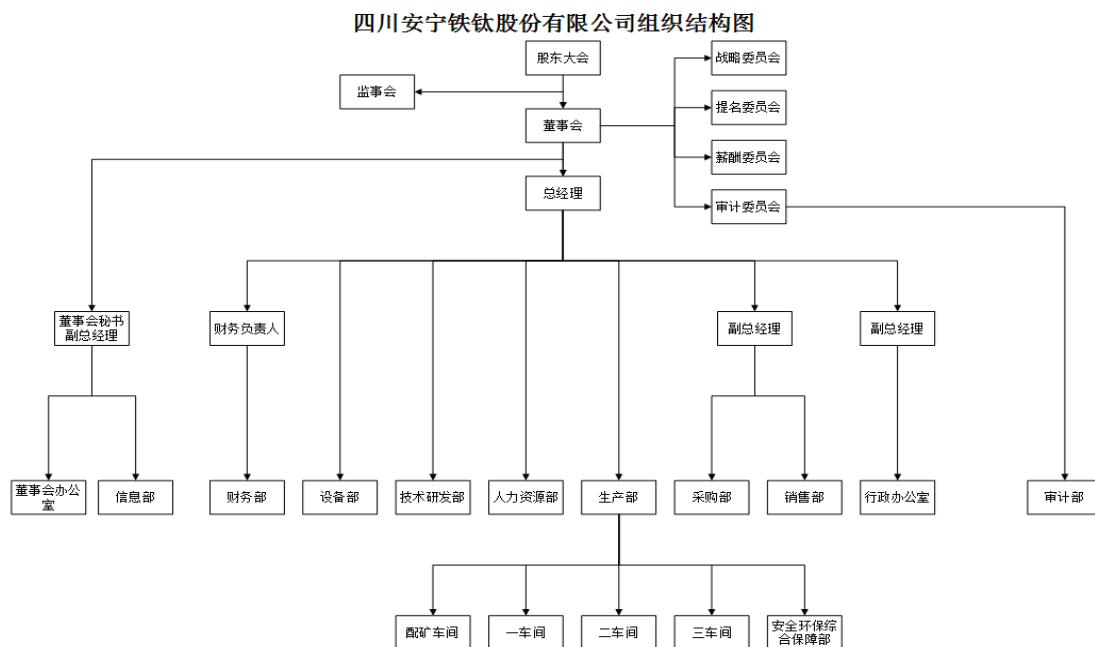 四川安宁铁钛股份有限公司组织结构图
股东大会
战略委员会
监事会
提名委员会
董事会
薪酬委员会
总经理
审计委员会
董事会秘书
副总经理
财务负责人
副总经理
副总经理
董事会办公
室
信息部
财务部
设备部
技术研发部
人力资源部
生产部
采购部
销售部
行政办公室
审计部
配矿车间
一车间
二车间
三车间
安全环保综
合保障部